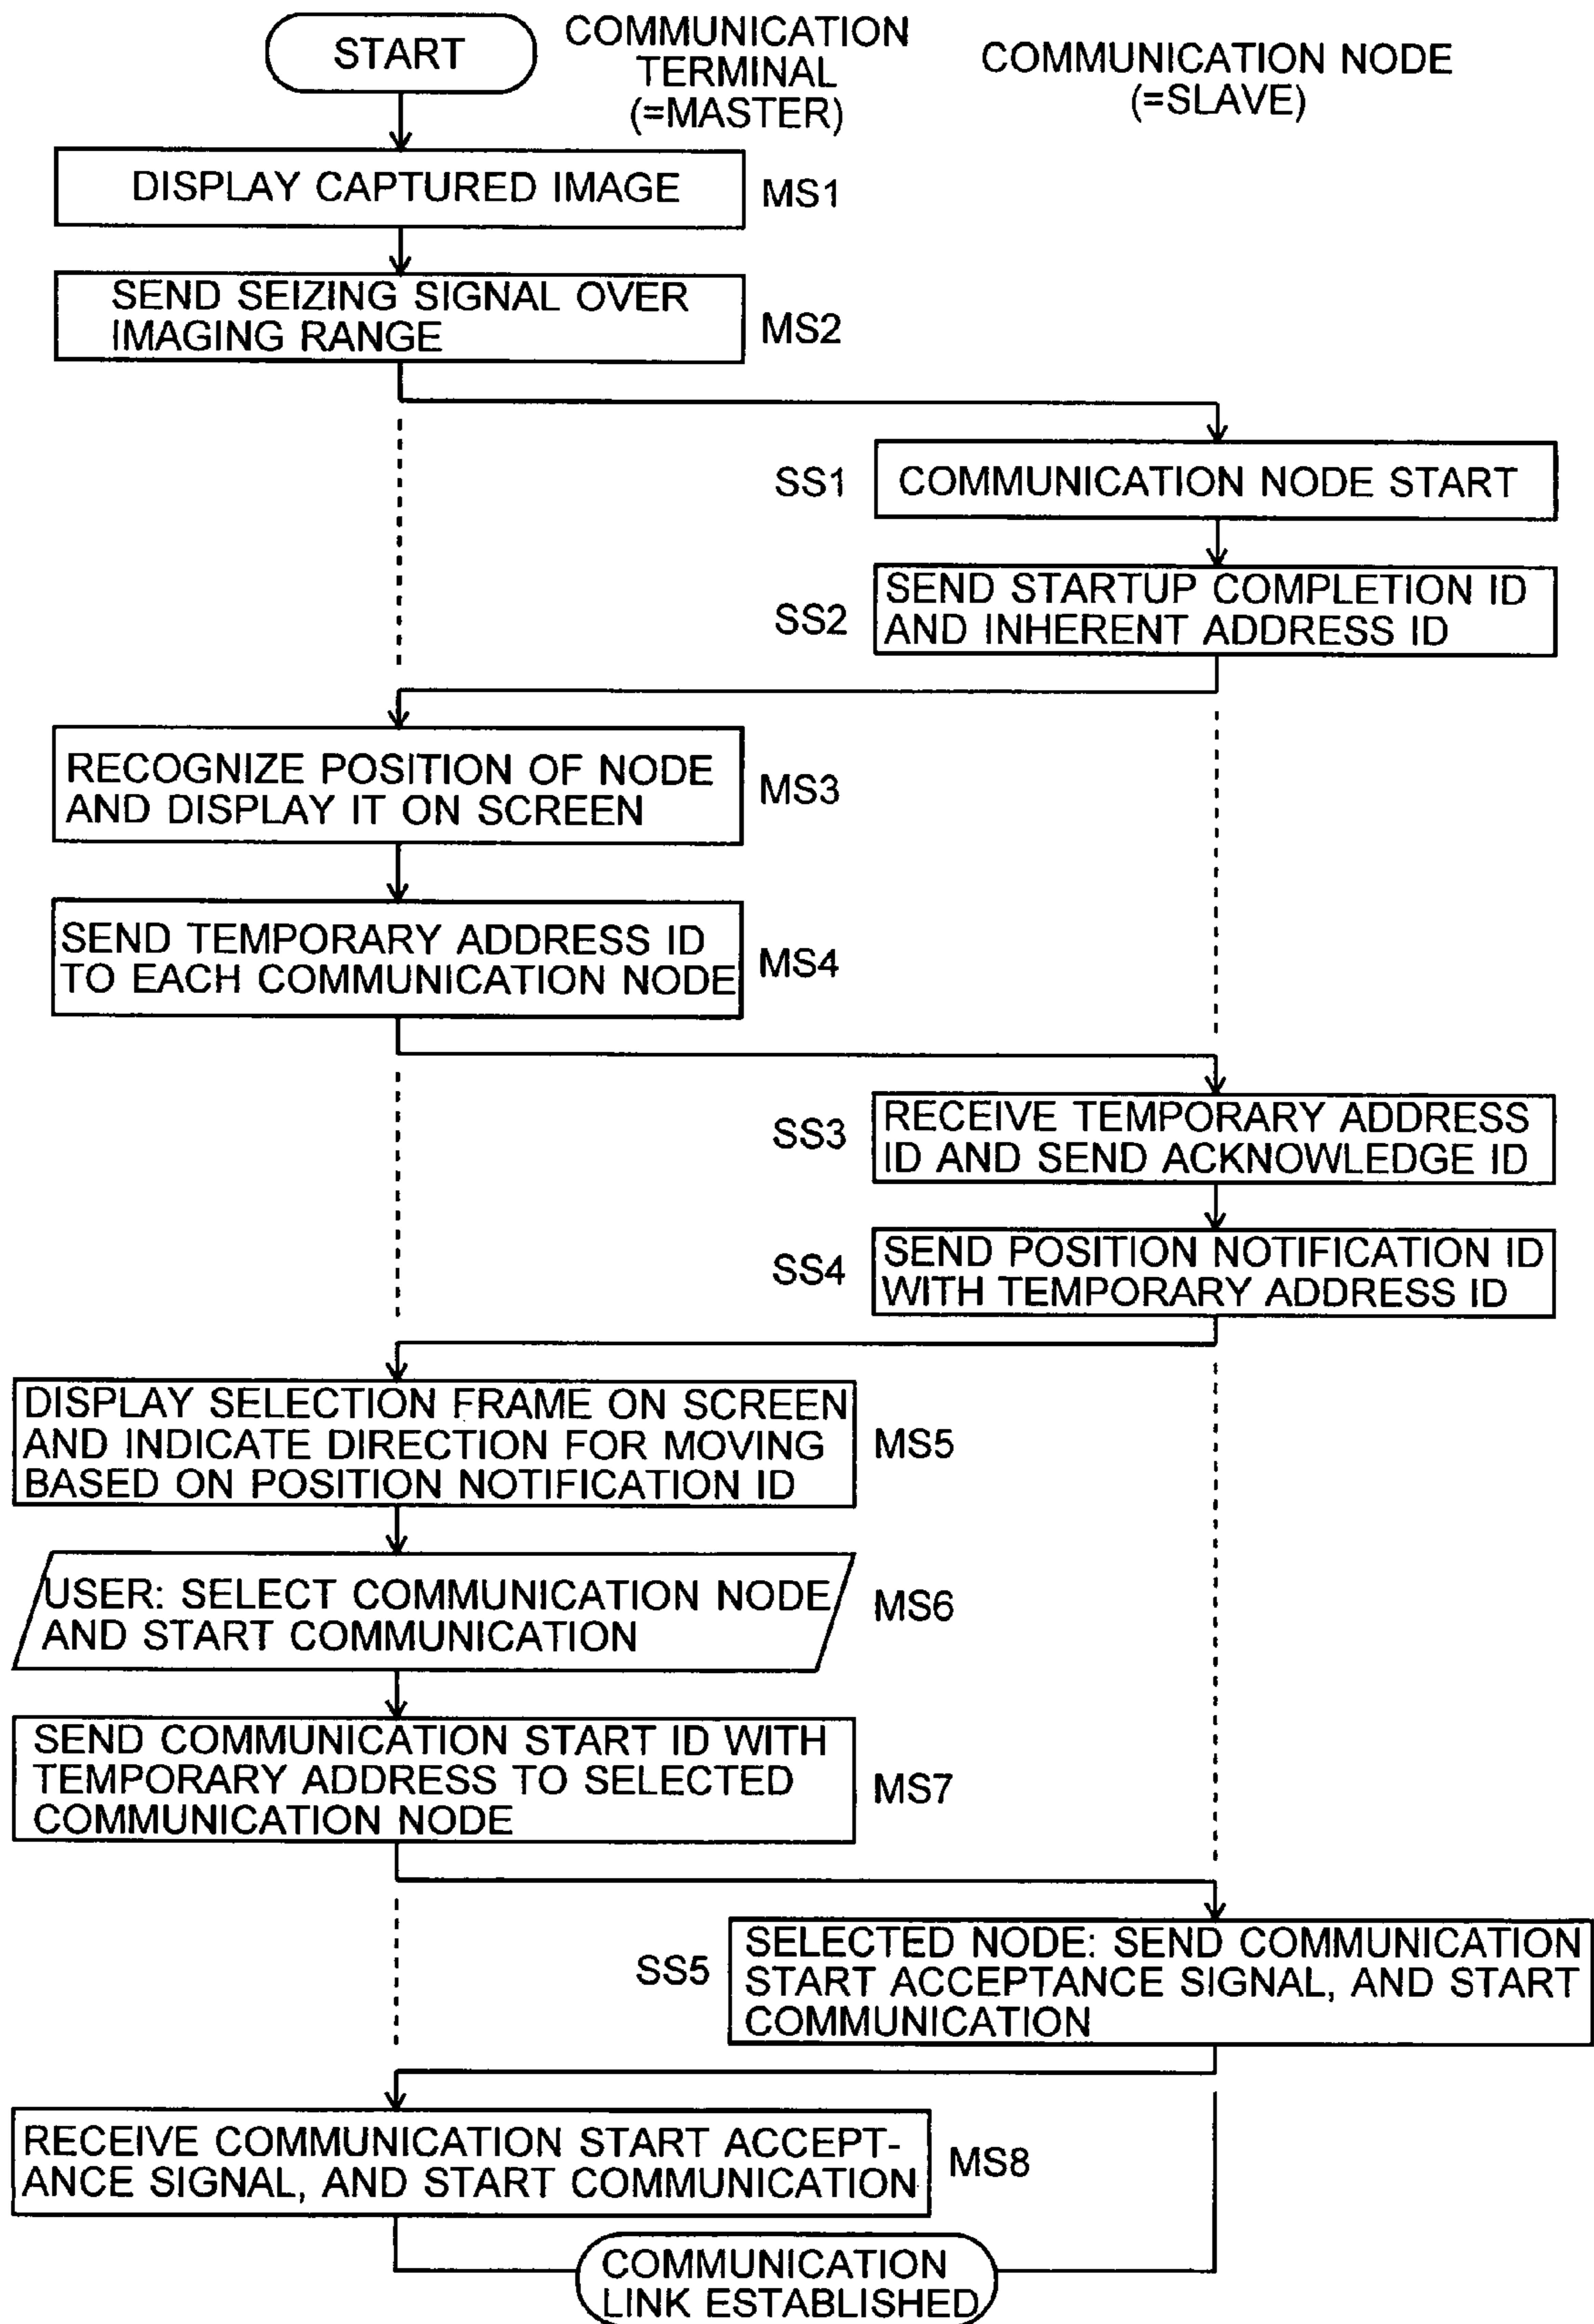 START
COMMUNICATION
TERMINAL
(=MASTER)
COMMUNICATION NODE
(=SLAVE)
DISPLAY CAPTURED IMAGE
MS1
SEND SEIZING SIGNAL OVER
IMAGING RANGE
MS2
SS1
COMMUNICATION NODE START
SS2
SEND STARTUP COMPLETION ID
AND INHERENT ADDRESS ID
RECOGNIZE POSITION OF NODE
AND DISPLAY IT ON SCREEN
MS3
SEND TEMPORARY ADDRESS ID
TO EACH COMMUNICATION NODE
MS4
SS3
RECEIVE TEMPORARY ADDRESS
ID AND SEND ACKNOWLEDGE ID
SS4
SEND POSITION NOTIFICATION ID
WITH TEMPORARY ADDRESS ID
DISPLAY SELECTION FRAME ON SCREEN
AND INDICATE DIRECTION FOR MOVING
BASED ON POSITION NOTIFICATION ID
MS5
USER: SELECT COMMUNICATION NODE
AND START COMMUNICATION
MS6
SEND COMMUNICATION START ID WITH
TEMPORARY ADDRESS TO SELECTED
COMMUNICATION NODE
MS7
SS5
SELECTED NODE: SEND COMMUNICATION
START ACCEPTANCE SIGNAL, AND START
COMMUNICATION
RECEIVE COMMUNICATION START ACCEPT-
ANCE SIGNAL, AND START COMMUNICATION
MS8
COMMUNICATION
LINK ESTABLISHED